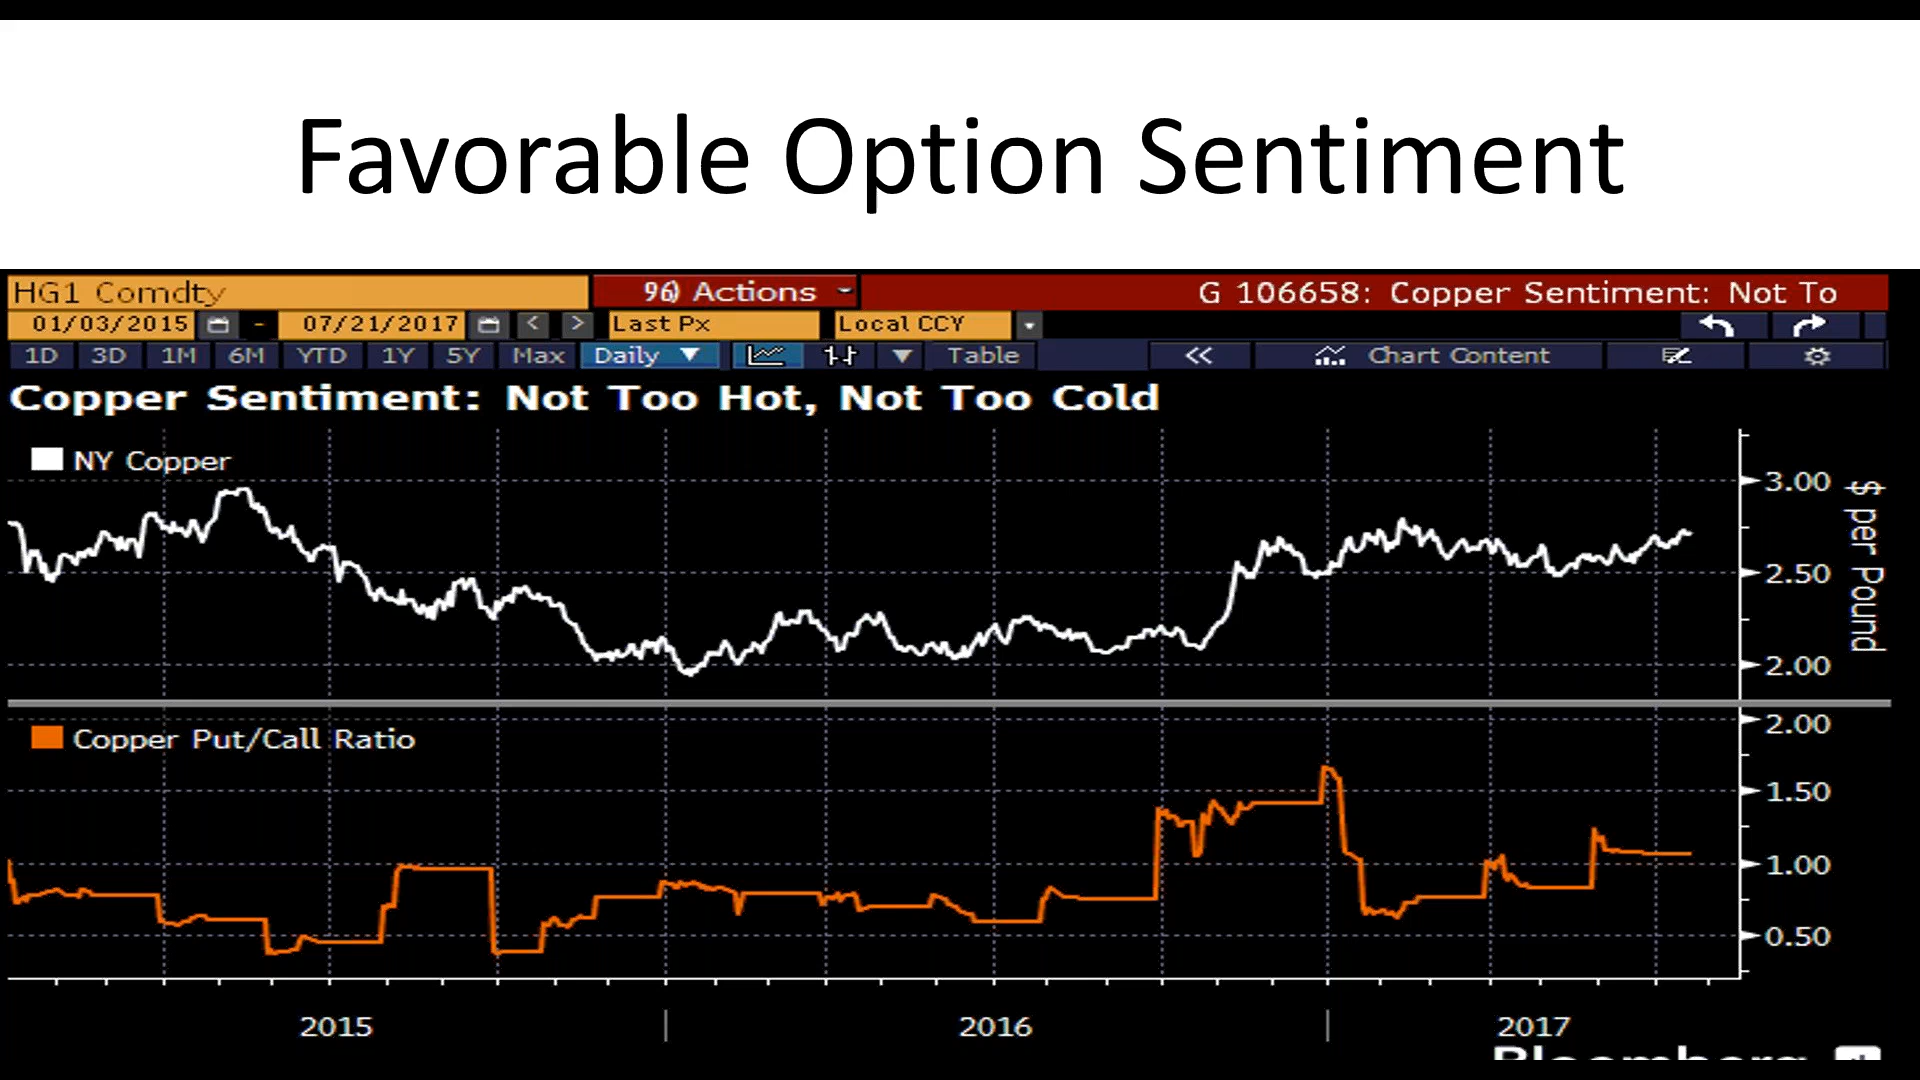 Favorable Option Sentiment
HG1 Comdty 96) Actions G 106658: Copper Sentiment: Not To
01/03/2015 - 07/21/2017 < > Last Px Local CCY
1D 3D 1M 6M YTD 1Y 5Y Max Daily ▼ ▼ Table « Chart Content
Copper Sentiment: Not Too Hot, Not Too Cold
NY Copper
3.00
2.50
2.00
$ per Pound
Copper Put/Call Ratio
2.00
1.50
1.00
0.50
2015 2016 2017
Bloomberg